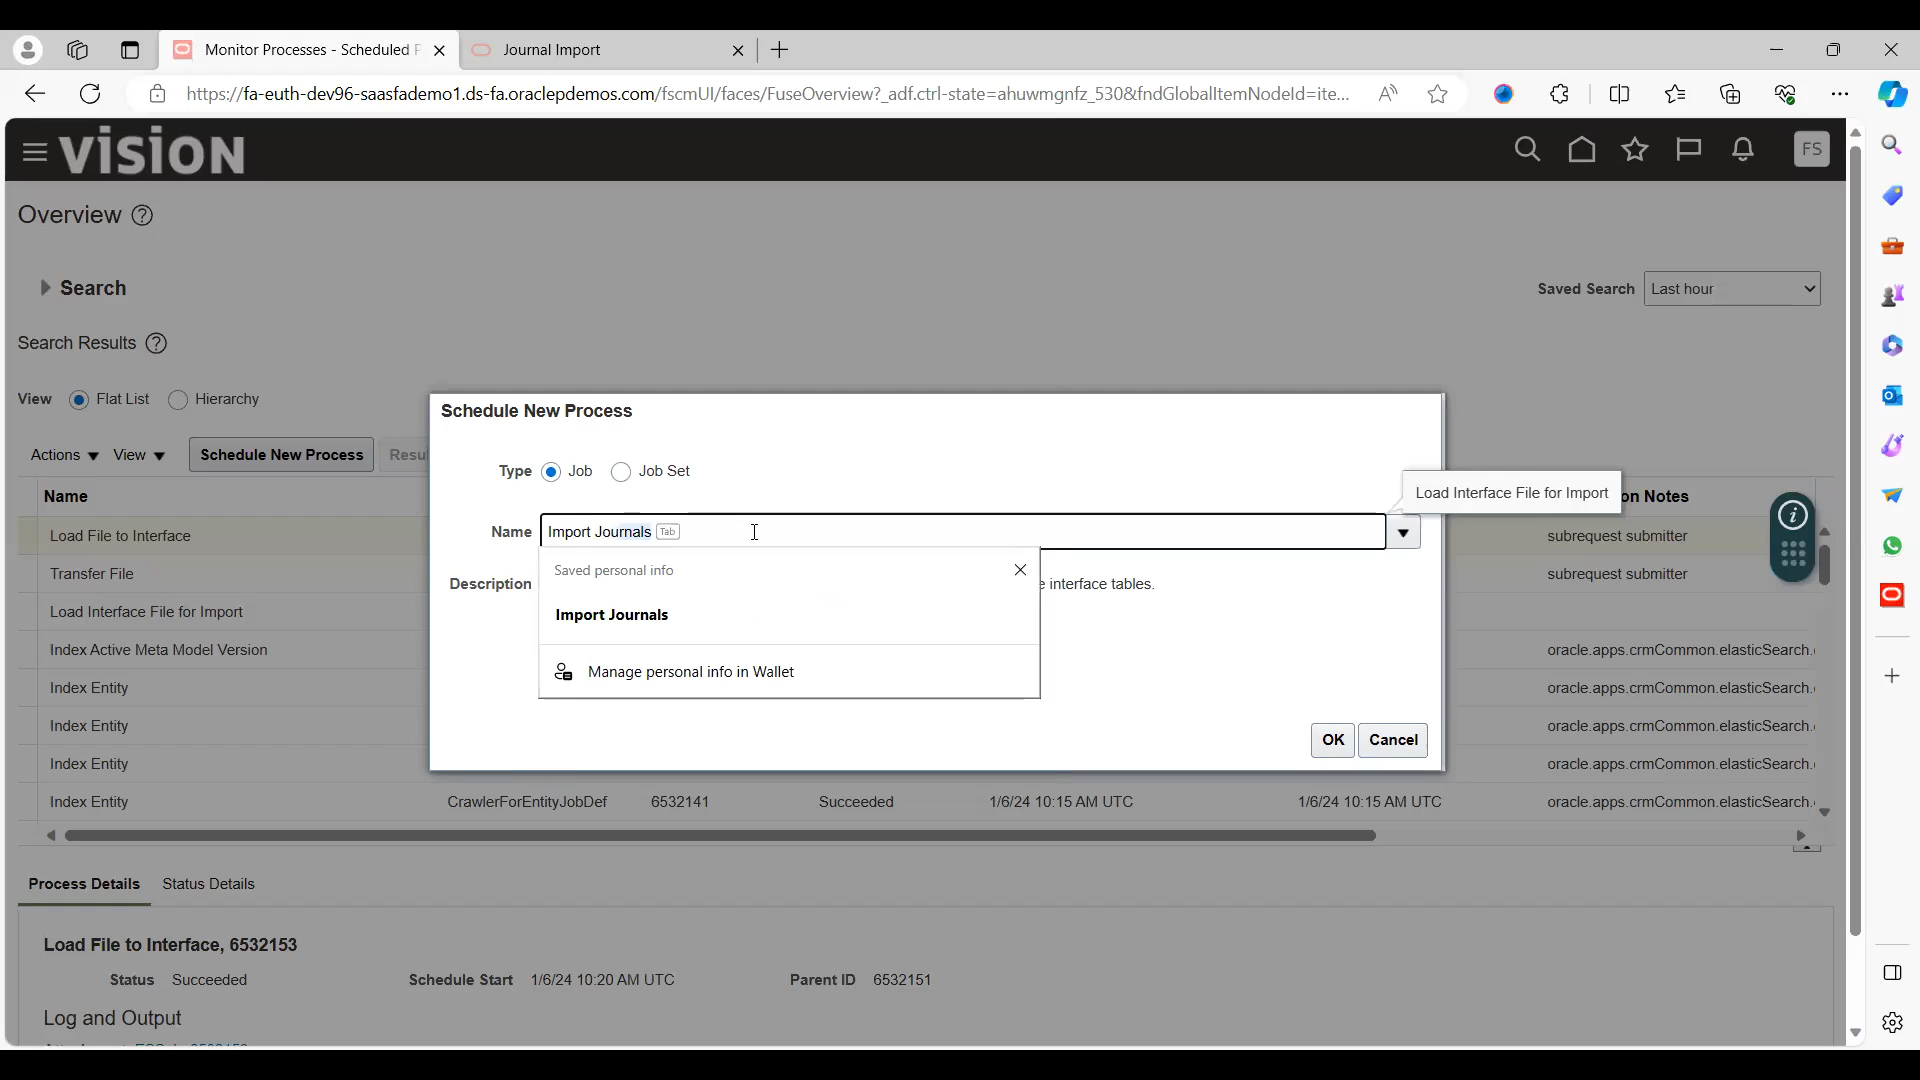 Monitor Processes - Scheduled P
Journal Import
https://fa-euth-dev96-saasfademo1.ds-fa.oraclepdemos.com/fscmUI/faces/FuseOverview?_adf.ctrl-state=ahuwmgnfz_530&fndGlobalItemNodeId=ite...
VISION
FS
Overview
Search
Saved Search Last hour
Search Results
View Flat List Hierarchy
Actions View Schedule New Process Resu
Name
on Notes
Load File to Interface
subrequest submitter
Transfer File
subrequest submitter
Load Interface File for Import
Index Active Meta Model Version
oracle.apps.crmCommon.elasticSearch.
Index Entity
oracle.apps.crmCommon.elasticSearch.
Index Entity
oracle.apps.crmCommon.elasticSearch.
Index Entity
oracle.apps.crmCommon.elasticSearch.
Index Entity CrawlerForEntityJobDef 6532141 Succeeded 1/6/24 10:15 AM UTC 1/6/24 10:15 AM UTC oracle.apps.crmCommon.elasticSearch.
Schedule New Process
Type Job Job Set
Load Interface File for Import
Name Import Journals Tab
Saved personal info
Description
e interface tables.
Import Journals
Manage personal info in Wallet
OK Cancel
Process Details Status Details
Load File to Interface, 6532153
Status Succeeded Schedule Start 1/6/24 10:20 AM UTC Parent ID 6532151
Log and Output